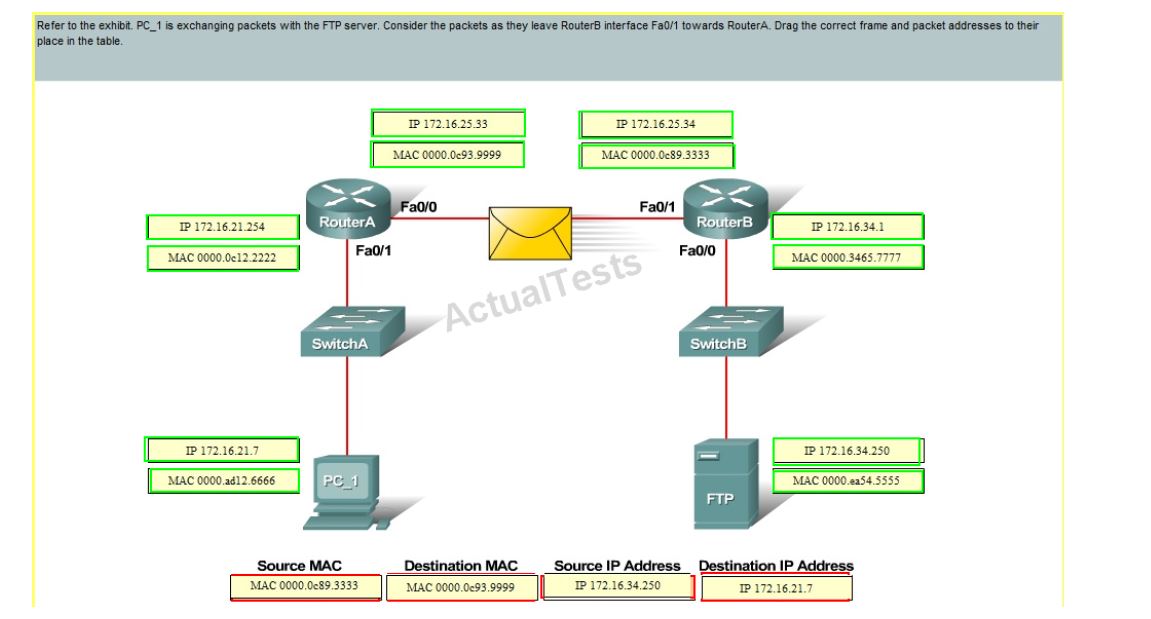 Refer to the exhibit. PC_1 is exchanging packets with the FTP server. Consider the packets as they leave RouterB interface Fa0/1 towards RouterA. Drag the correct frame and packet addresses to their
place in the table.
IP 172.16.25.33
IP 172.16.25.34
MAC 0000.0c93.9999
MAC 0000.0c89.3333
Fa0/0
Fa0/1
RouterA
RouterB
IP 172.16.21.254
IP 172.16.34.1
Fa0/1
Fa0/0
MAC 0000.0c12.2222
MAC 0000.3465.7777
ActualTests
SwitchA
SwitchB
IP 172.16.21.7
IP 172.16.34.250
MAC 0000.ad12.6666
MAC 0000.ea54.5555
PC_1
FTP
Source MAC
Destination MAC
Source IP Address
Destination IP Address
MAC 0000.0c89.3333
MAC 0000.0c93.9999
IP 172.16.34.250
IP 172.16.21.7